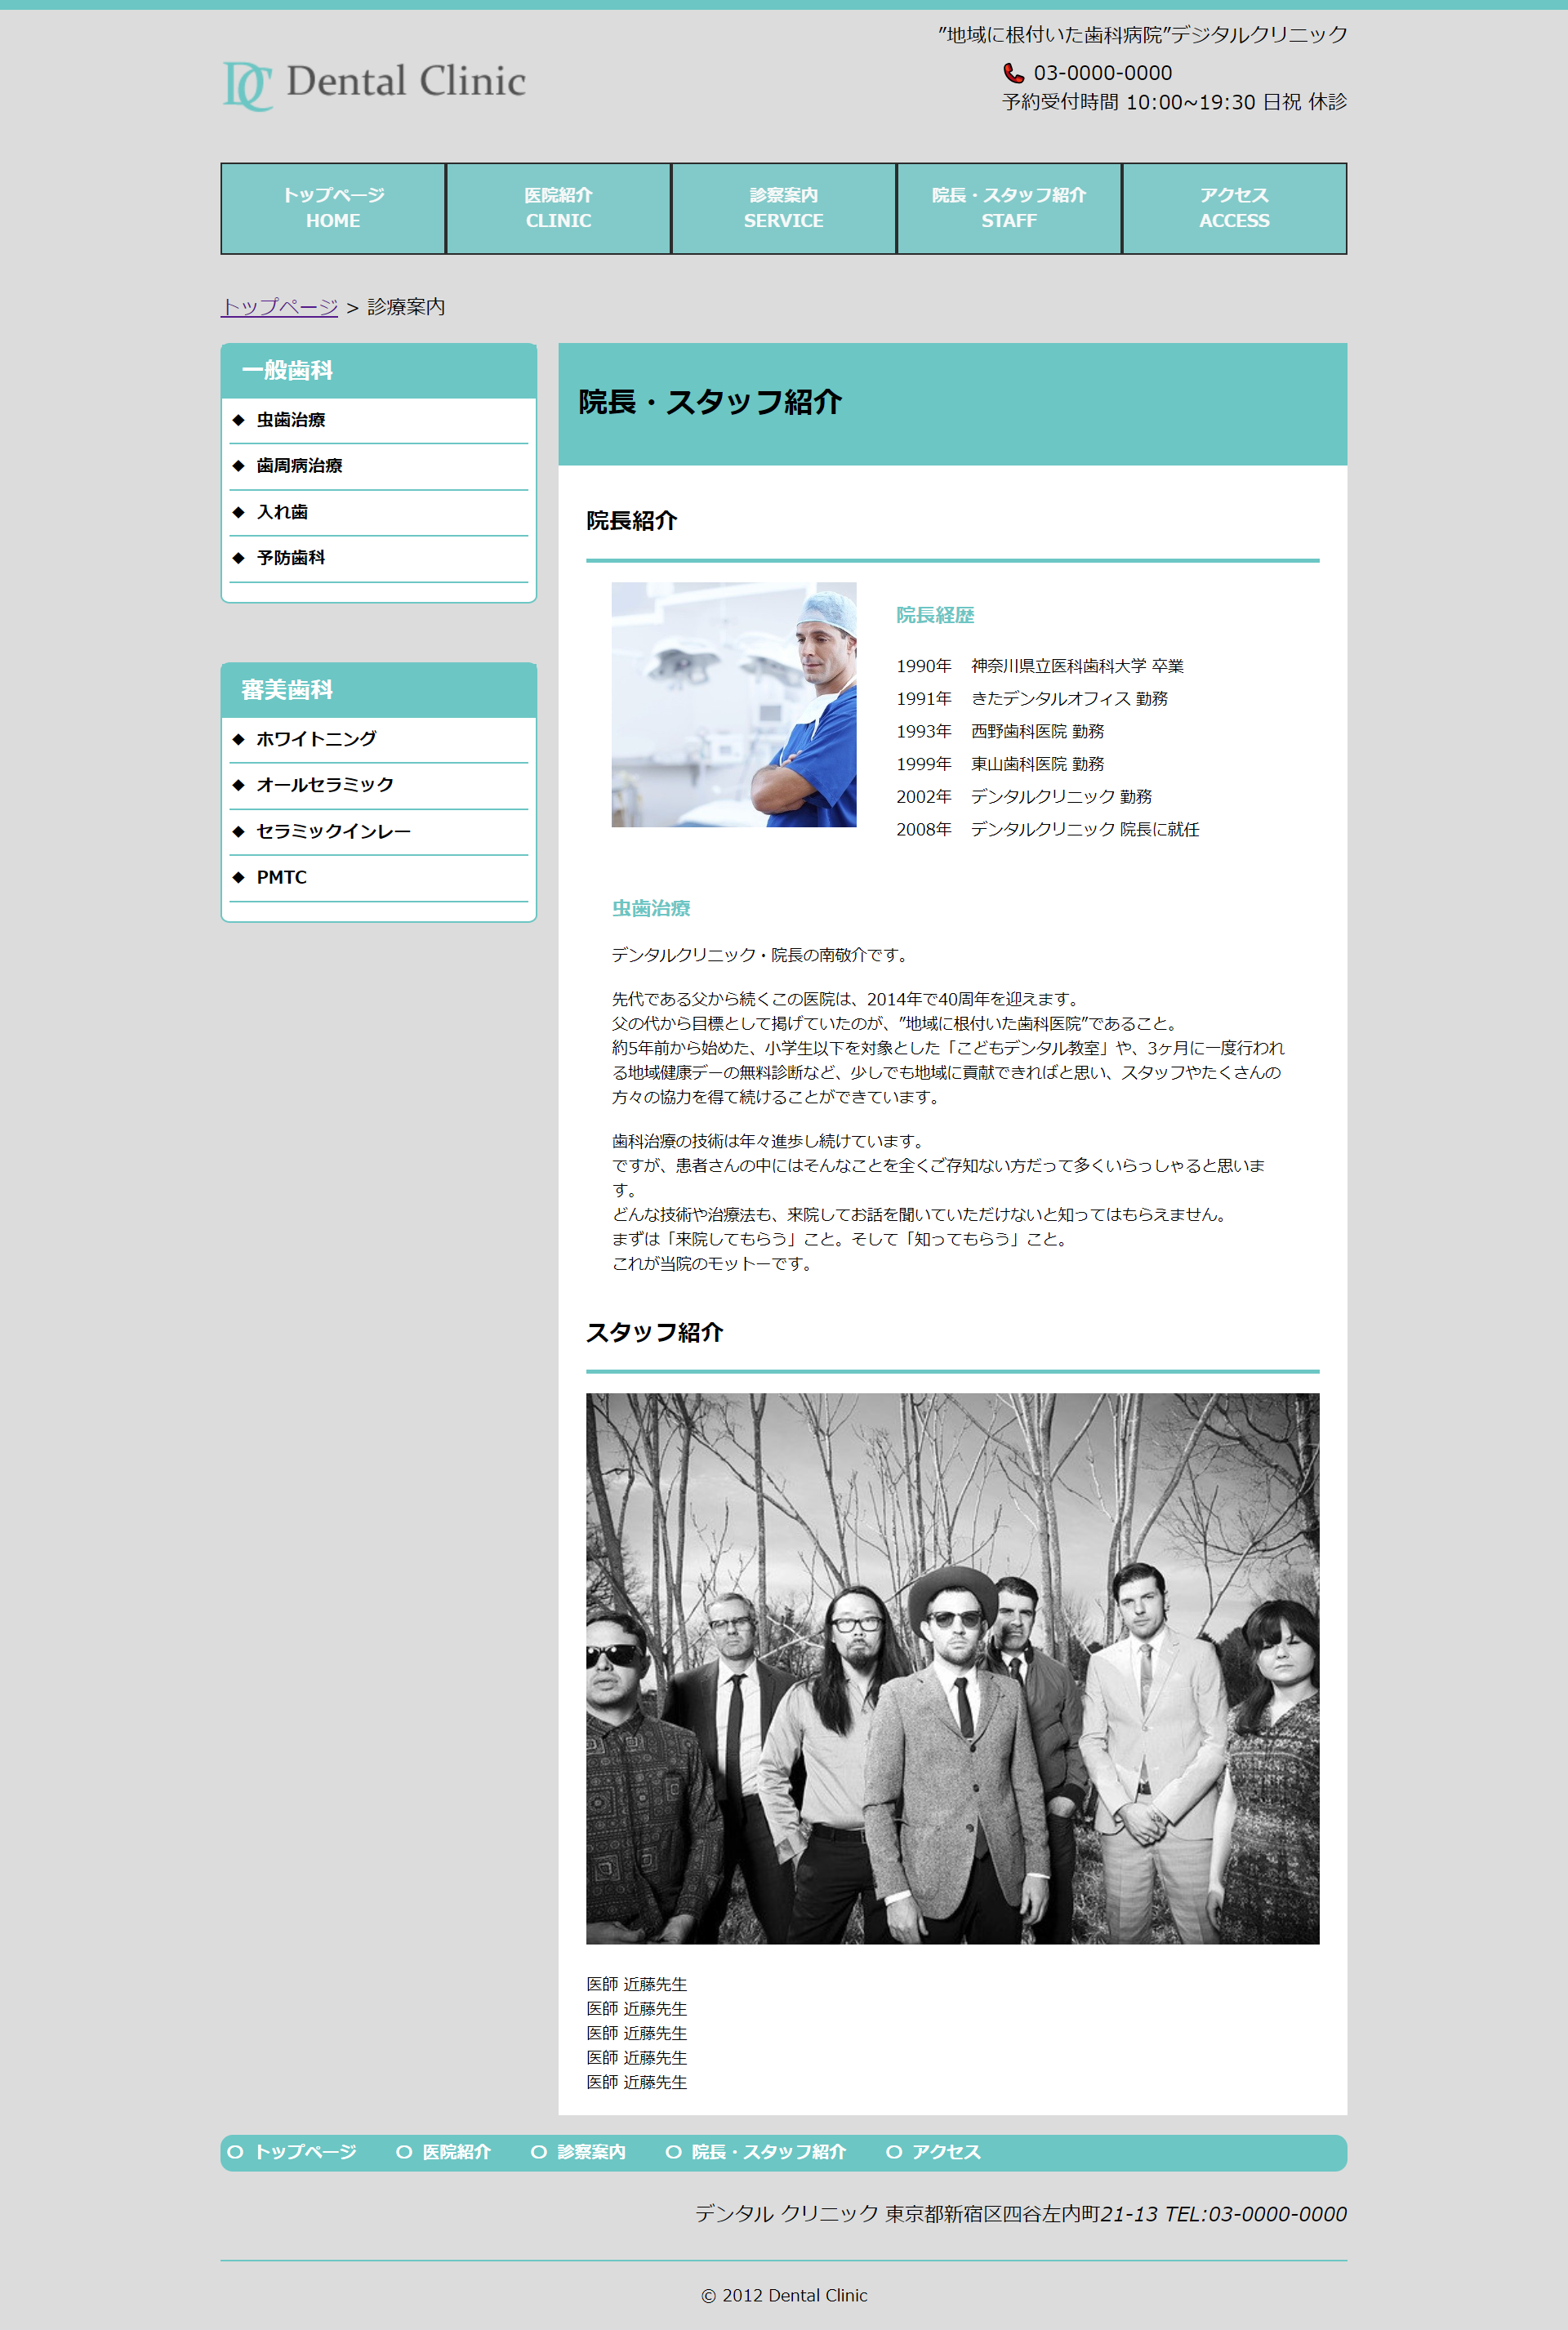 ”地域に根付いた歯科病院”デジタルクリニック
DC Dental Clinic
03-0000-0000
予約受付時間 10:00~19:30 日祝 休診
トップページ 医院紹介 診察案内 院長・スタッフ紹介 アクセス
HOME CLINIC SERVICE STAFF ACCESS
トップページ > 診療案内
一般歯科
◆ 虫歯治療
◆ 歯周病治療
◆ 入れ歯
◆ 予防歯科
審美歯科
◆ ホワイトニング
◆ オールセラミック
◆ セラミックインレー
◆ PMTC
院長・スタッフ紹介
院長紹介
院長経歴
1990年 神奈川県立医科歯科大学 卒業
1991年 きたデンタルオフィス 勤務
1993年 西野歯科医院 勤務
1999年 東山歯科医院 勤務
2002年 デンタルクリニック 勤務
2008年 デンタルクリニック 院長に就任
虫歯治療
デンタルクリニック・院長の南敬介です。
先代である父から続くこの医院は、2014年で40周年を迎えます。
父の代から目標として掲げていたのが、”地域に根付いた歯科医院”であること。
約5年前から始めた、小学生以下を対象とした「こどもデンタル教室」や、3ヶ月に一度行われ
る地域健康デーの無料診断など、少しでも地域に貢献できればと思い、スタッフやたくさんの
方々の協力を得て続けることができています。
歯科治療の技術は年々進歩し続けています。
ですが、患者さんの中にはそんなことを全くご存知ない方だって多くいらっしゃると思いま
す。
どんな技術や治療法も、来院してお話を聞いていただけないと知ってはもらえません。
まずは「来院してもらう」こと。そして「知ってもらう」こと。
これが当院のモットーです。
スタッフ紹介
医師 近藤先生
医師 近藤先生
医師 近藤先生
医師 近藤先生
医師 近藤先生
トップページ 医院紹介 診察案内 院長・スタッフ紹介 アクセス
デンタル クリニック 東京都新宿区四谷左内町21-13 TEL:03-0000-0000
© 2012 Dental Clinic